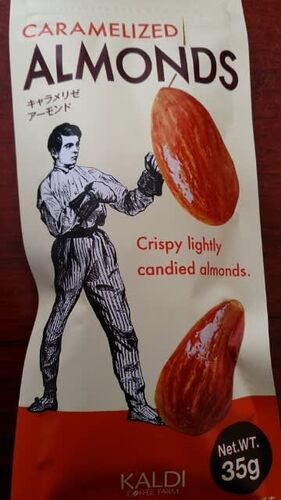 CARAMELIZED
ALMONDS
キャラメリゼ
アーモンド
Crispy lightly
candied almonds.
Net.WT.
35g
KALDI
COFFEE FARM